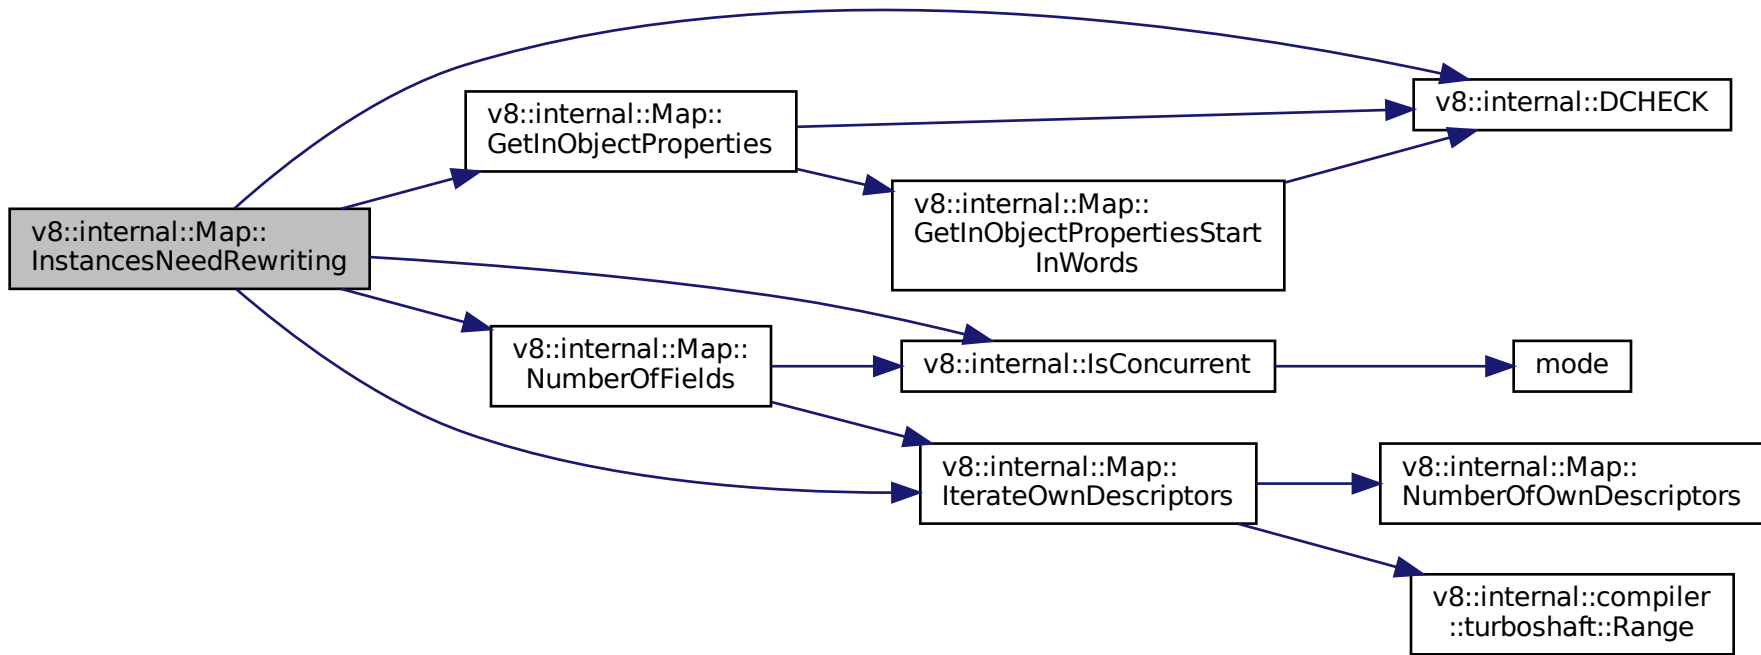 v8::internal::Map::
InstancesNeedRewriting
v8::internal::Map::
GetInObjectProperties
v8::internal::DCHECK
v8::internal::Map::
GetInObjectPropertiesStart
InWords
v8::internal::Map::
NumberOfFields
v8::internal::IsConcurrent
mode
v8::internal::Map::
IterateOwnDescriptors
v8::internal::Map::
NumberOfOwnDescriptors
v8::internal::compiler
::turboshaft::Range